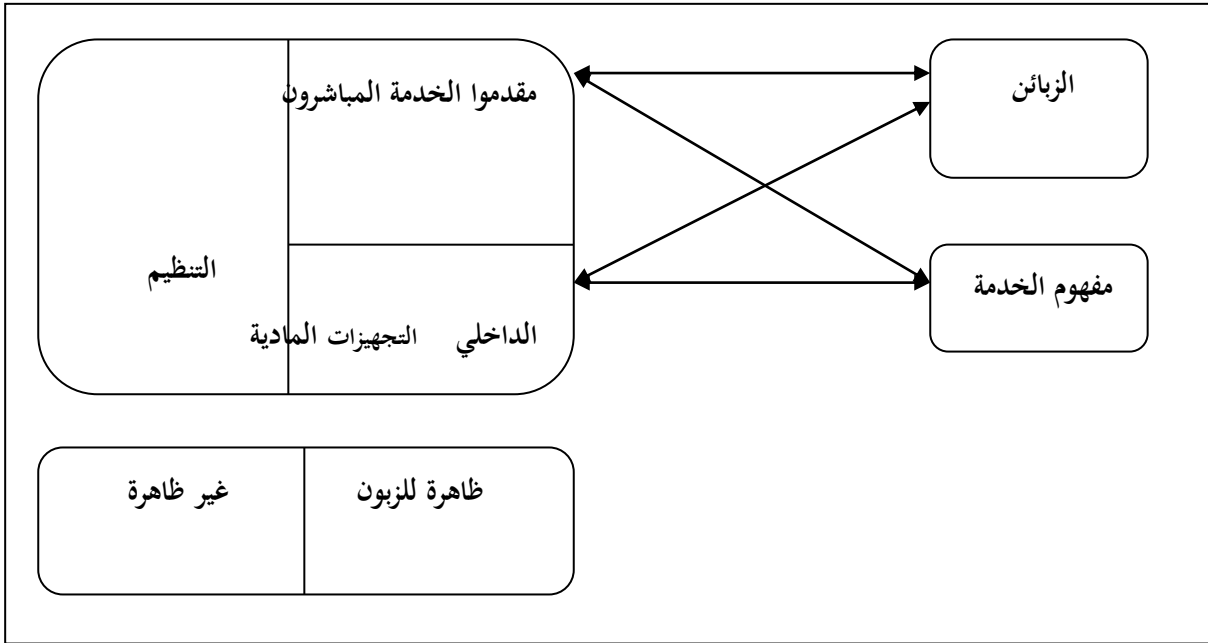 الزبائن
مقدموا الخدمة المباشرون
التنظيم
مفهوم الخدمة
الداخلي التجهيزات المادية
ظاهرة للزبون
غير ظاهرة